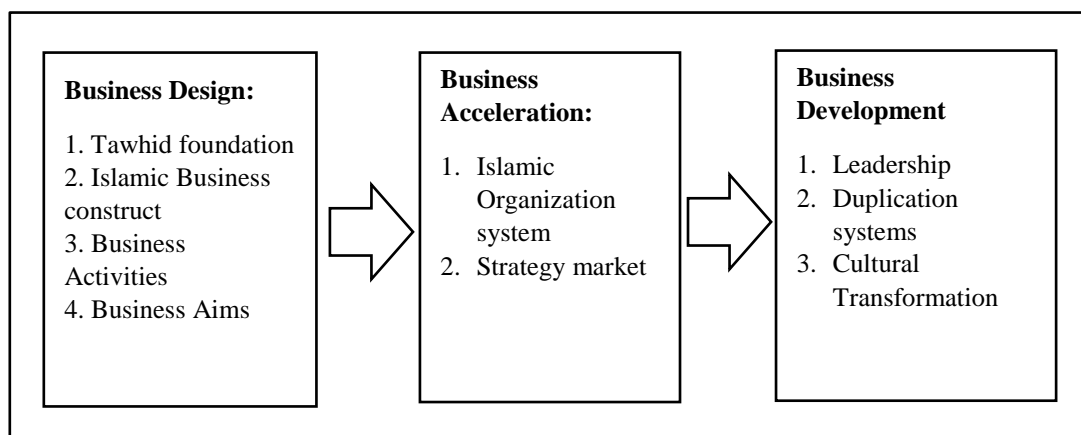 Business Design:
1. Tawhid foundation
2. Islamic Business
construct
3. Business
Activities
4. Business Aims
Business
Acceleration:
1. Islamic
Organization
system
2. Strategy market
Business
Development
1. Leadership
2. Duplication
systems
3. Cultural
Transformation